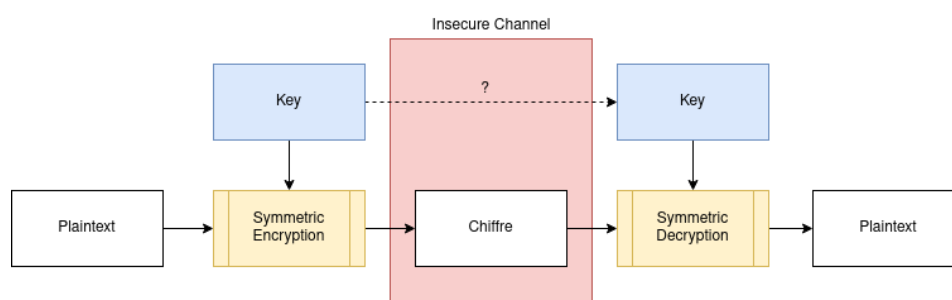 Insecure Channel
Key
?
Key
Plaintext
Symmetric
Encryption
Chiffre
Symmetric
Decryption
Plaintext